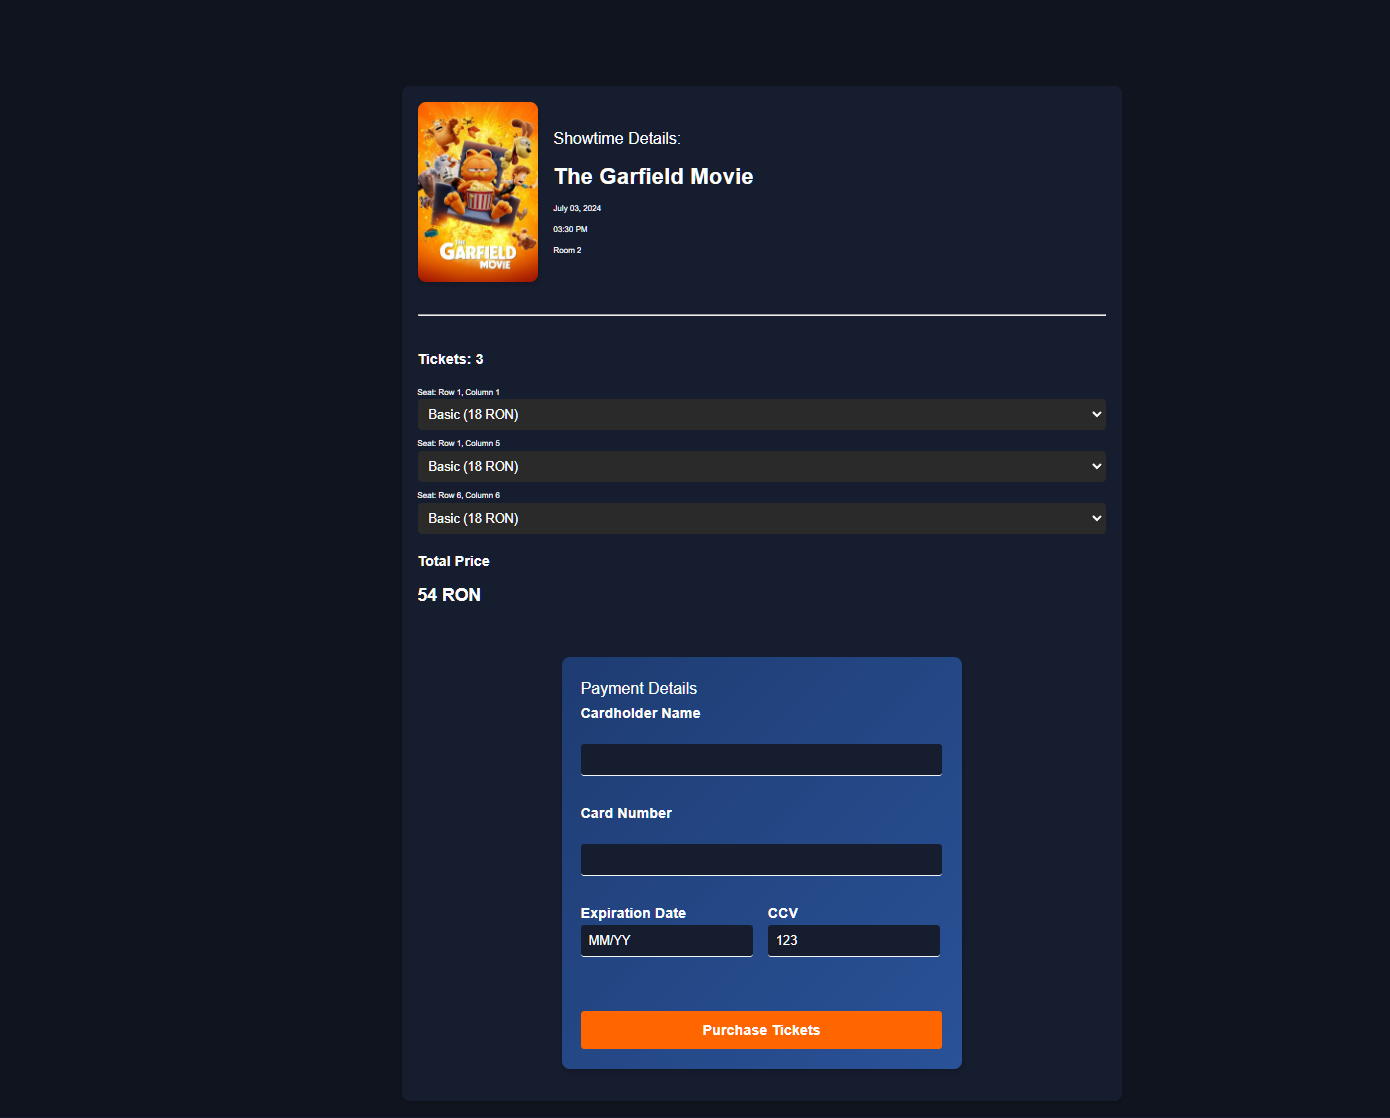 THE
GARFIELD
MOVIE
Showtime Details:
The Garfield Movie
July 03, 2024
03:30 PM
Room 2
Tickets: 3
Seat: Row 1, Column 1
Basic (18 RON)
Seat: Row 1, Column 5
Basic (18 RON)
Seat: Row 6, Column 6
Basic (18 RON)
Total Price
54 RON
Payment Details
Cardholder Name
Card Number
Expiration Date CCV
MM/YY 123
Purchase Tickets